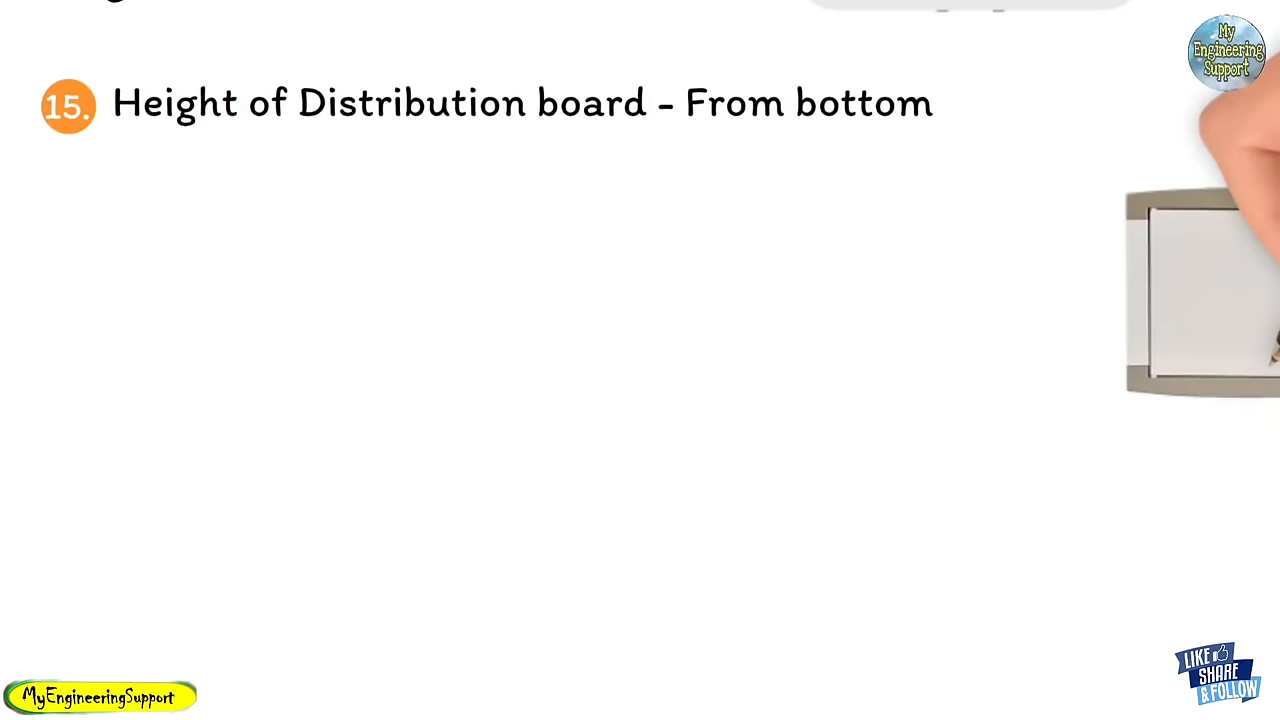 My
Engineering
Support
15. Height of Distribution board - From bottom
MyEngineeringSupport
LIKE
SHARE
& FOLLOW